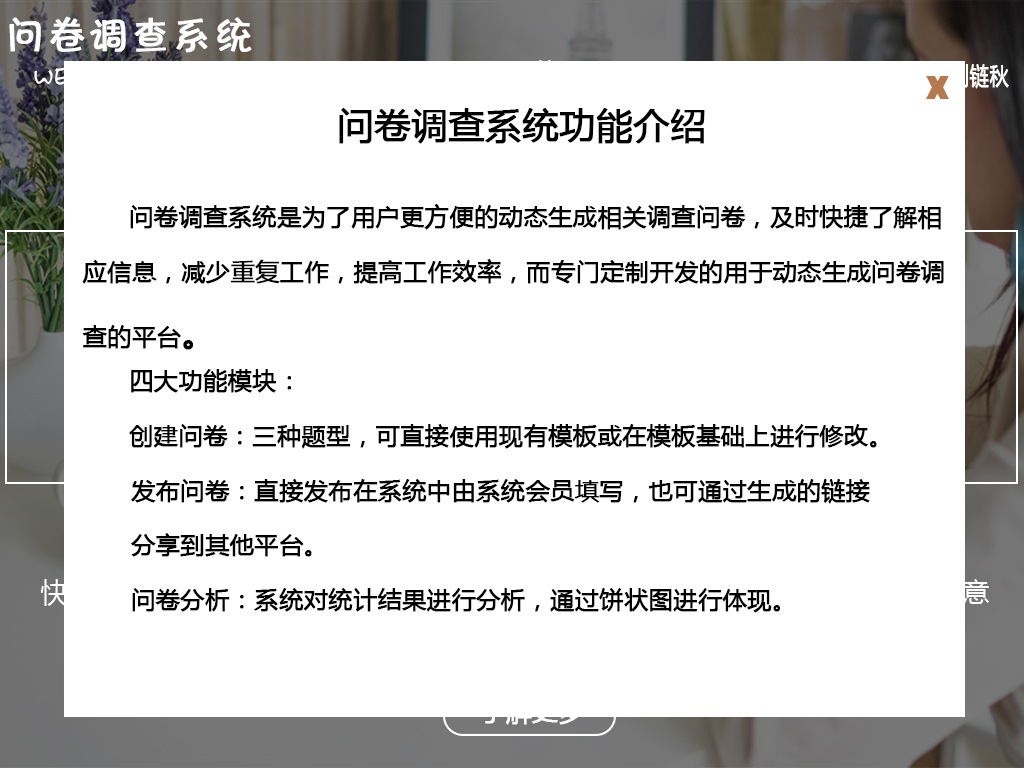 问卷调查系统
链秋
X
问卷调查系统功能介绍
问卷调查系统是为了用户更方便的动态生成相关调查问卷，及时快捷了解相
应信息，减少重复工作，提高工作效率，而专门定制开发的用于动态生成问卷调
查的平台。
四大功能模块：
创建问卷：三种题型，可直接使用现有模板或在模板基础上进行修改。
发布问卷：直接发布在系统中由系统会员填写，也可通过生成的链接
分享到其他平台。
问卷分析：系统对统计结果进行分析，通过饼状图进行体现。
快
意
了解更多